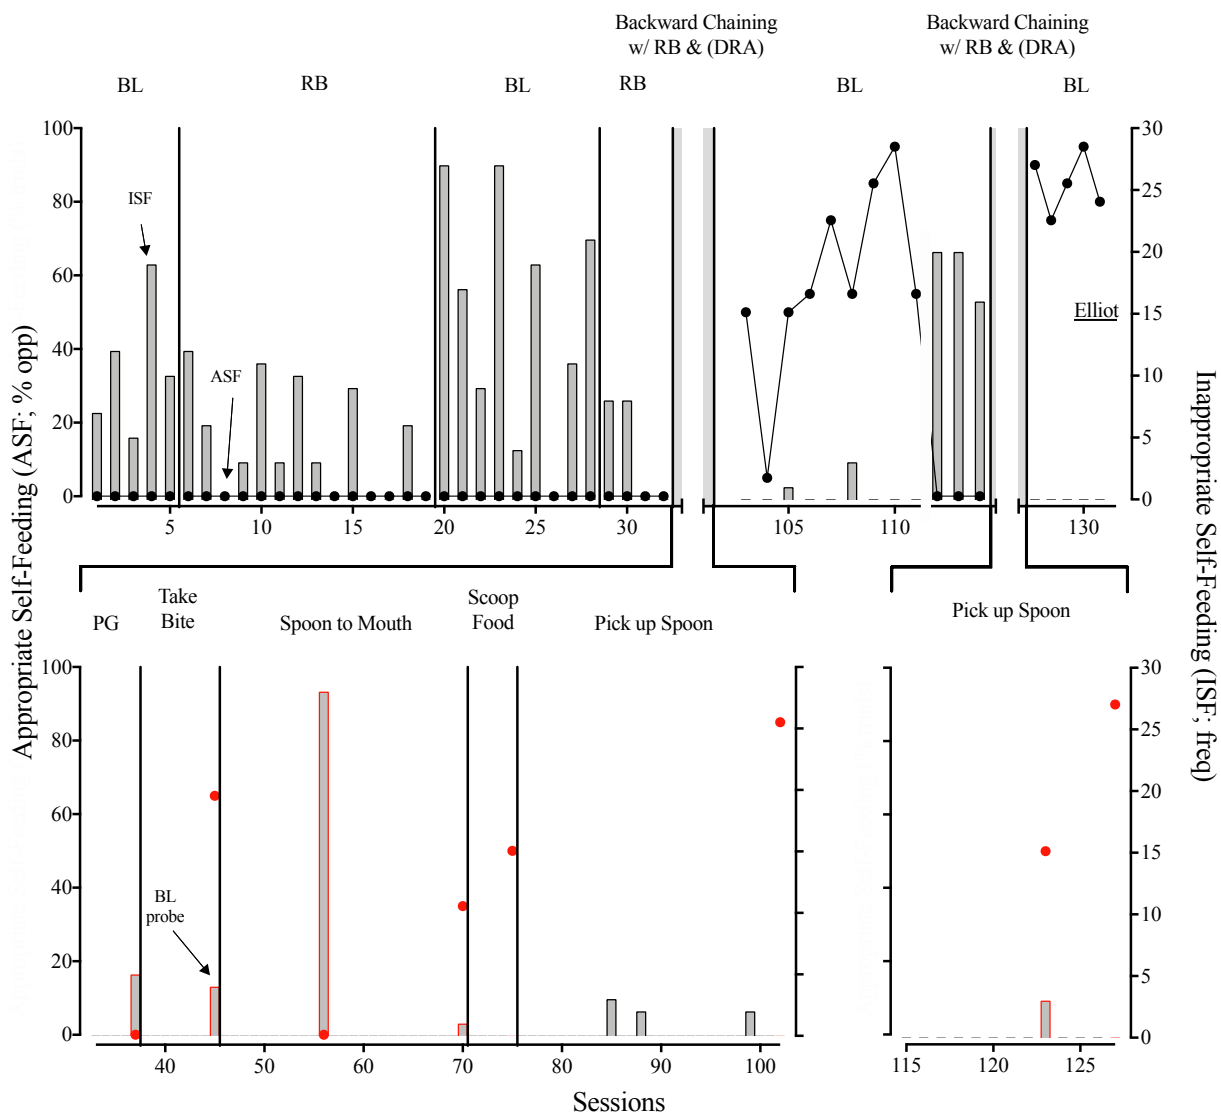 Backward Chaining
w/ RB & (DRA)
Backward Chaining
w/ RB & (DRA)
BL
RB
BL
RB
BL
BL
100
80
60
40
20
0
30
25
20
15
10
5
0
ISF
ASF
Elliot
5
10
15
20
25
30
105
110
130
Appropriate Self-Feeding (ASF; % opp)
Inappropriate Self-Feeding (ISF; freq)
PG
Take
Bite
Spoon to Mouth
Scoop
Food
Pick up Spoon
Pick up Spoon
100
80
60
40
20
0
30
25
20
15
10
5
0
BL
probe
40
50
60
70
80
90
100
115
120
125
Sessions